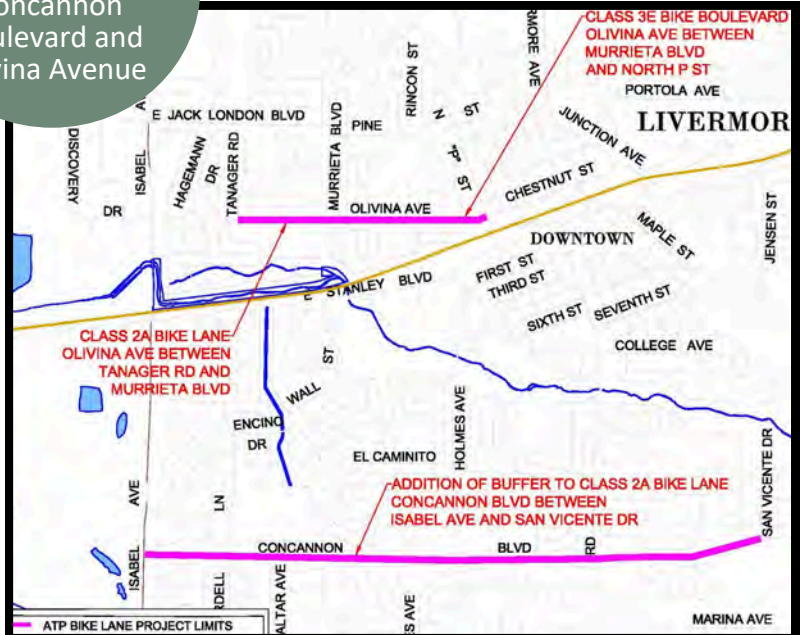 oncannon
ulevard and
vina Avenue
CLASS 3E BIKE BOULEVARD
OLIVINA AVE BETWEEN
MURRIETA BLVD
AND NORTH P ST
RMORE AVE
PORTOLA AVE
LIVERMOR
RINCON ST
N ST
"P" ST
JUNCTION AVE
E JACK LONDON BLVD
PINE
MURRIETA BLVD
DISCOVERY
DR
ISABEL
HAGEMANN
DR
TANAGER RD
OLIVINA AVE
CHESTNUT ST
DOWNTOWN
MAPLE ST
JENSEN ST
FIRST ST
THIRD ST
E STANLEY BLVD
SIXTH ST
SEVENTH ST
COLLEGE AVE
CLASS 2A BIKE LANE
OLIVINA AVE BETWEEN
TANAGER RD AND
MURRIETA BLVD
WALL ST
ENCINO
DR
HOLMES AVE
EL CAMINITO
SAN VICENTE DR
ADDITION OF BUFFER TO CLASS 2A BIKE LANE
CONCANNON BLVD BETWEEN
ISABEL AVE AND SAN VICENTE DR
ISABEL AVE
LN
CONCANNON BLVD
RD
RDELL
ALTAR AVE
ES AVE
MARINA AVE
ATP BIKE LANE PROJECT LIMITS